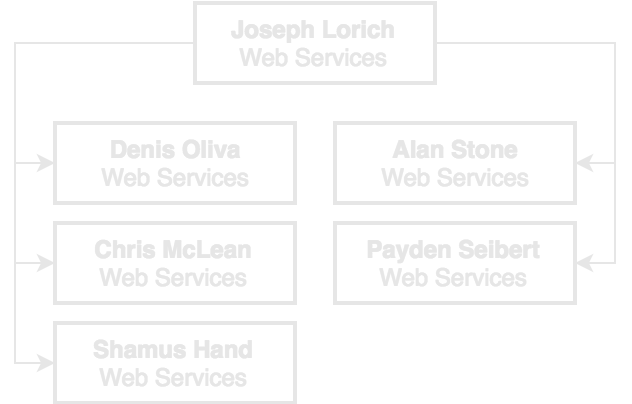 Joseph Lorich
Web Services
Denis Oliva
Web Services
Alan Stone
Web Services
Chris McLean
Web Services
Payden Seibert
Web Services
Shamus Hand
Web Services